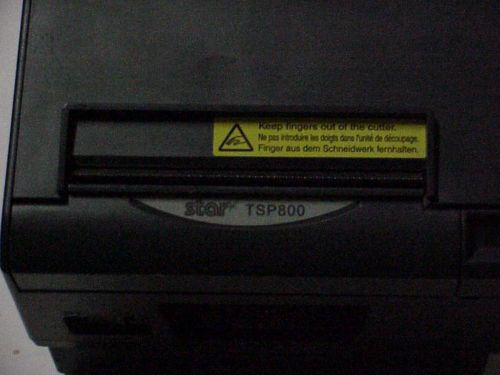 Keep fingers out of the cutter.
Ne pas introduire les doigts dans l'unité de découpage.
Finger aus dem Schneidwerk fernhalten.
star TSP800